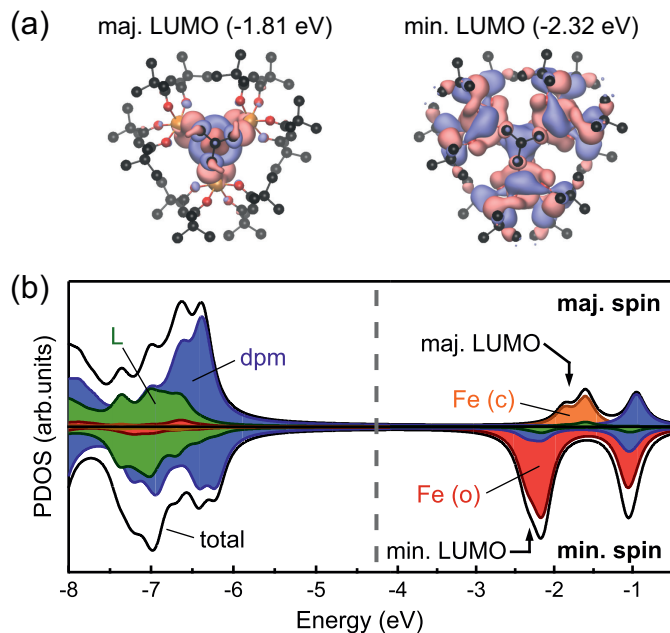 (a)
maj. LUMO (-1.81 eV)
min. LUMO (-2.32 eV)
(b)
maj. spin
L
dpm
maj. LUMO
Fe (c)
PDOS (arb.units)
Fe (o)
total
min. LUMO
min. spin
-8 -7 -6 -5 -4 -3 -2 -1
Energy (eV)